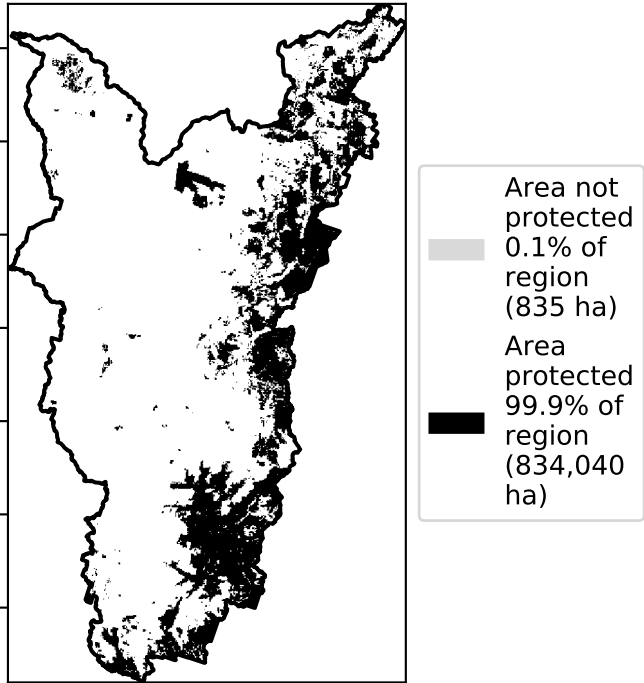 Area not
protected
0.1% of
region
(835 ha)
Area
protected
99.9% of
region
(834,040
ha)